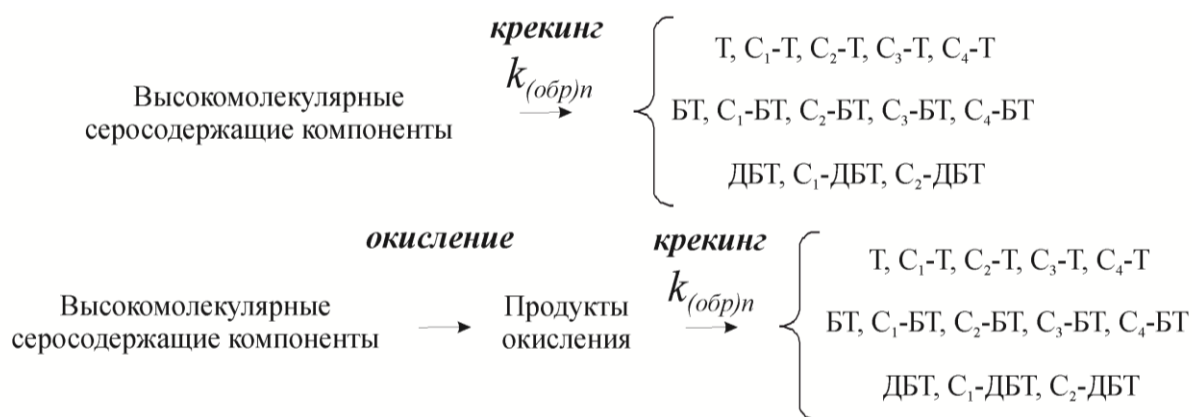 крекинг
k(обр)n
Высокомолекулярные
серосодержащие компоненты
Т, С₁-Т, С₂-Т, С₃-Т, С₄-Т
БТ, С₁-БТ, С₂-БТ, С₃-БТ, С₄-БТ
ДБТ, С₁-ДБТ, С₂-ДБТ
окисление
крекинг
k(обр)n
Высокомолекулярные
серосодержащие компоненты
Продукты
окисления
Т, С₁-Т, С₂-Т, С₃-Т, С₄-Т
БТ, С₁-БТ, С₂-БТ, С₃-БТ, С₄-БТ
ДБТ, С₁-ДБТ, С₂-ДБТ